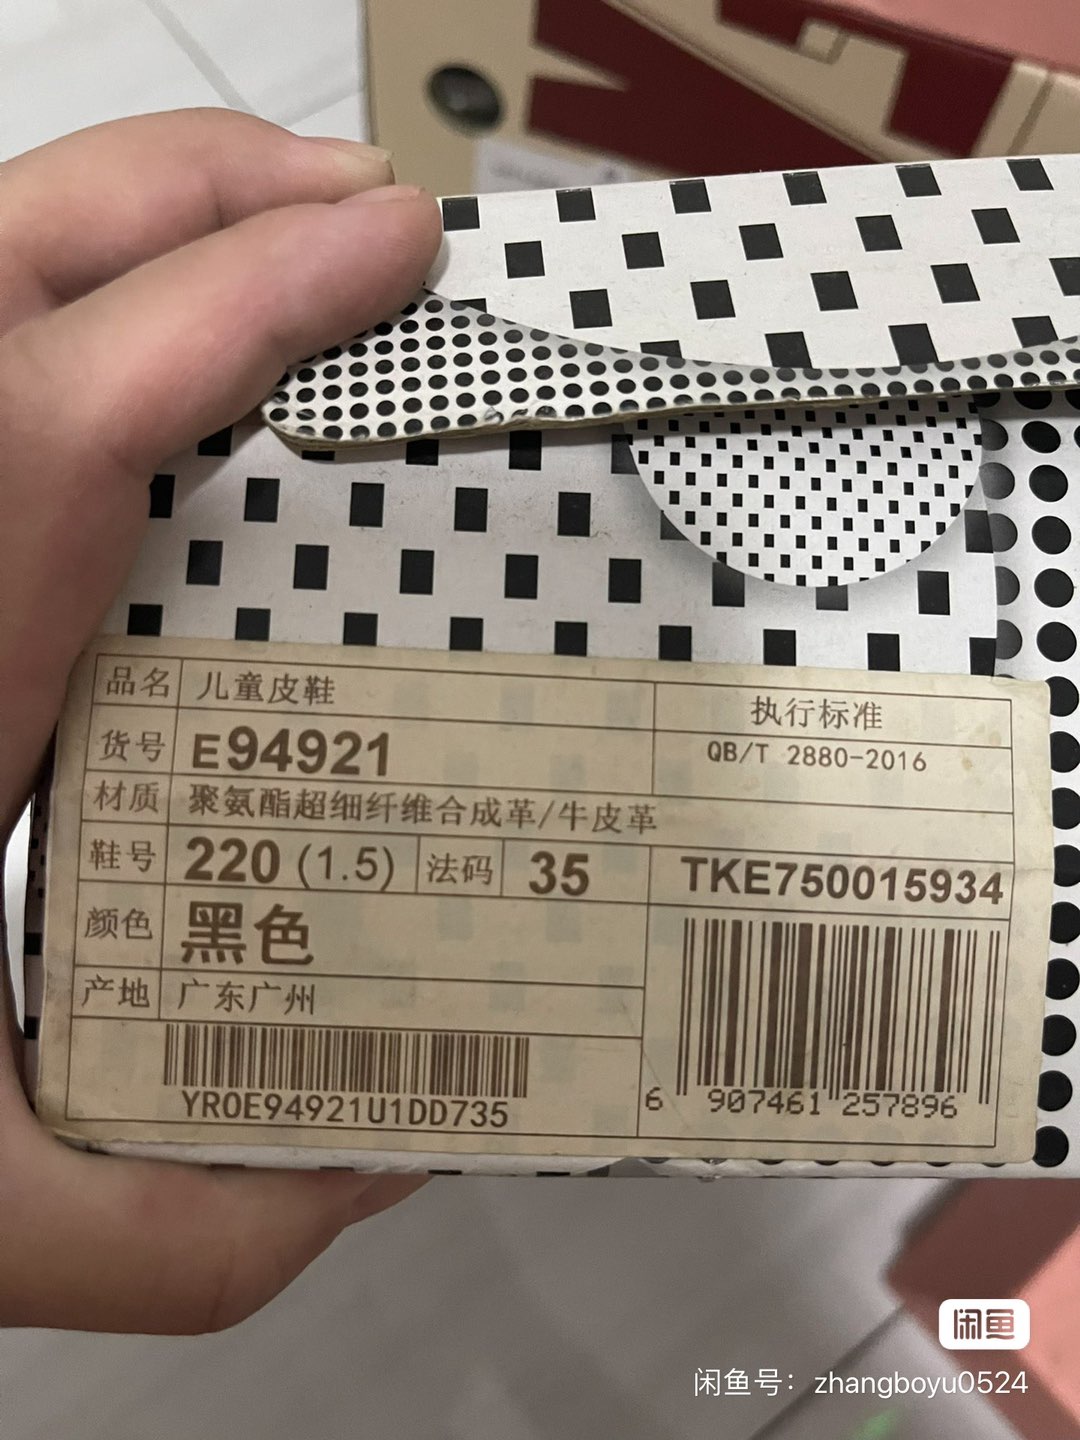 品名 儿童皮鞋
执行标准
货号 E94921
QB/T 2880-2016
材质 聚氨酯超细纤维合成革/牛皮革
鞋号 220 (1.5) 法码 35
TKE750015934
颜色 黑色
产地 广东广州
YROE94921U1DD735
6 907461 257896
闲鱼
闲鱼号：zhangboyu0524